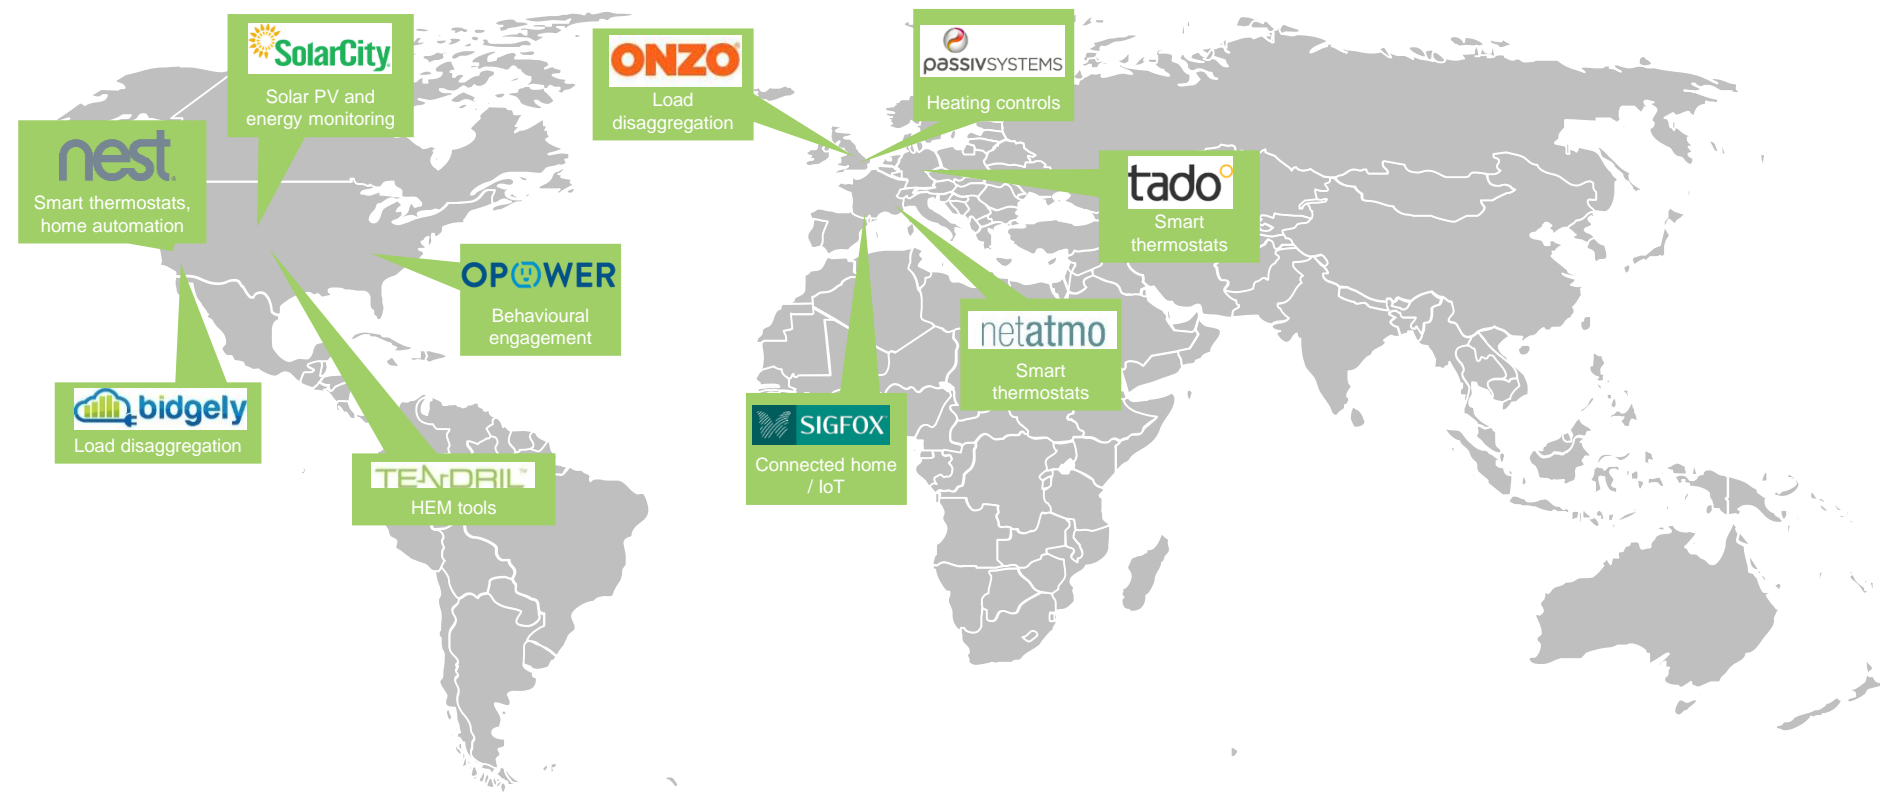 SolarCity
Solar PV and
energy monitoring
nest
Smart thermostats,
home automation
OPOWER
Behavioural
engagement
bidgely
Load disaggregation
TENDRIL™
HEM tools
ONZO
Load
disaggregation
PASSIVSYSTEMS
Heating controls
tado°
Smart
thermostats
netatmo
Smart
thermostats
SIGFOX
Connected home
/ IoT